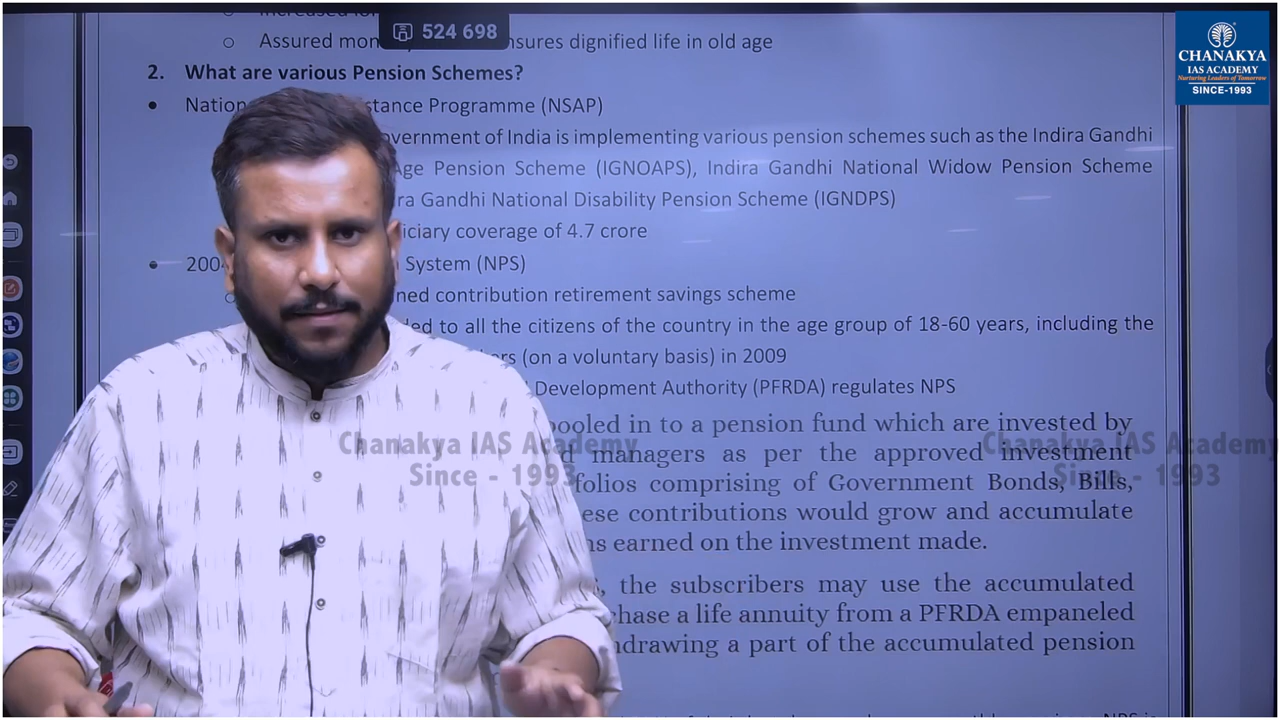 524 698
CHANAKYA
IAS ACADEMY
Nurturing Leaders of Tomorrow
SINCE-1993
Assured nsures dignified life in old age
2. What are various Pension Schemes?
stance Programme (NSAP)
overnment of India is implementing various pension schemes such as the Indira Gandhi
Age Pension Scheme (IGNOAPS), Indira Gandhi National Widow Pension Scheme
ra Gandhi National Disability Pension Scheme (IGNDPS)
iciary coverage of 4.7 crore
200 System (NPS)
ned contribution retirement savings scheme
ded to all the citizens of the country in the age group of 18-60 years, including the
rs (on a voluntary basis) in 2009
Development Authority (PFRDA) regulates NPS
pooled in to a pension fund which are invested by
d managers as per the approved investment
folios comprising of Government Bonds, Bills,
ese contributions would grow and accumulate
ns earned on the investment made.
s, the subscribers may use the accumulated
chase a life annuity from a PFRDA empaneled
hdrawing a part of the accumulated pension
Chanakya IAS Academy
Since - 1993
Chanakya IAS Academy
Since - 1993